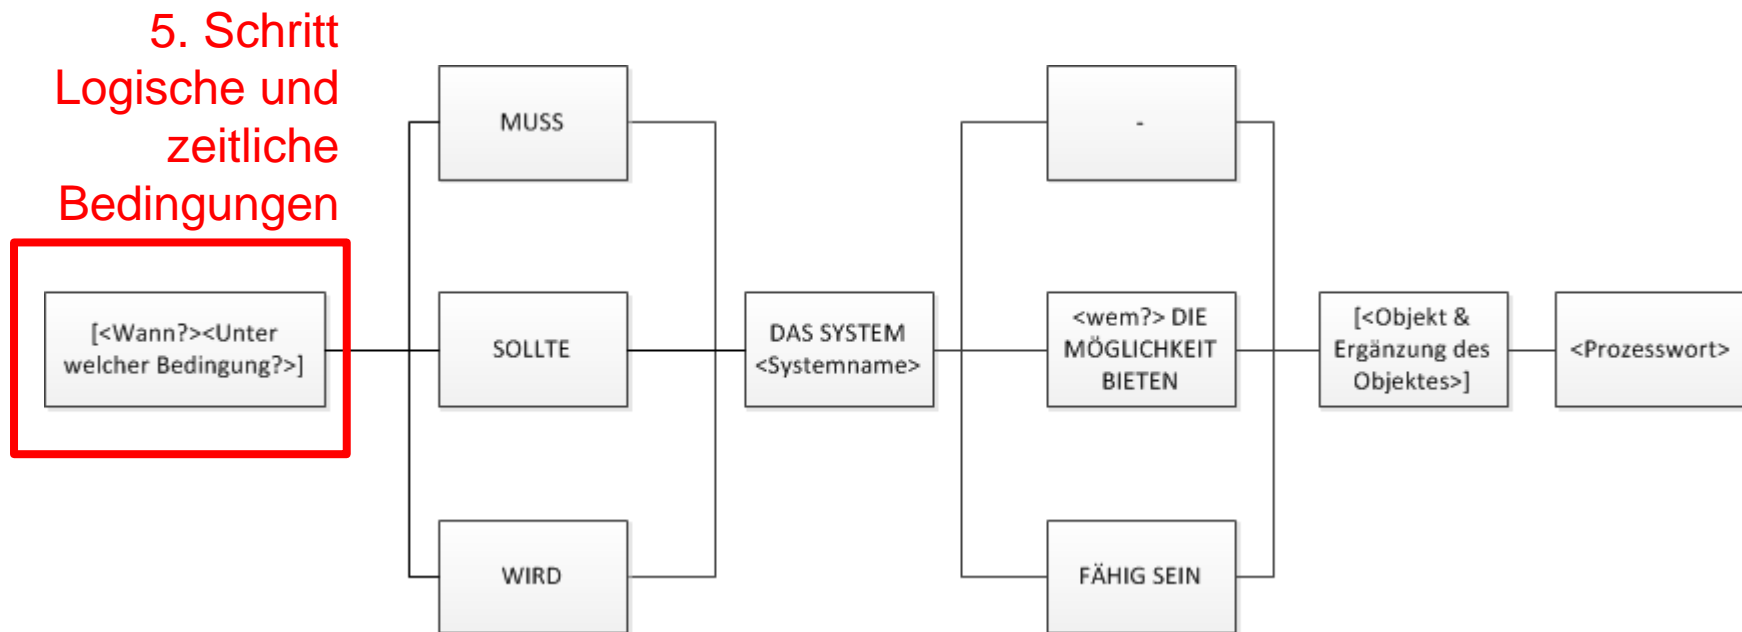 5. Schritt
Logische und
zeitliche
Bedingungen
[<Wann?><Unter
welcher Bedingung?>]
MUSS
SOLLTE
WIRD
DAS SYSTEM
<Systemname>
-
<wem?> DIE
MÖGLICHKEIT
BIETEN
FÄHIG SEIN
[<Objekt &
Ergänzung des
Objektes>]
<Prozesswort>